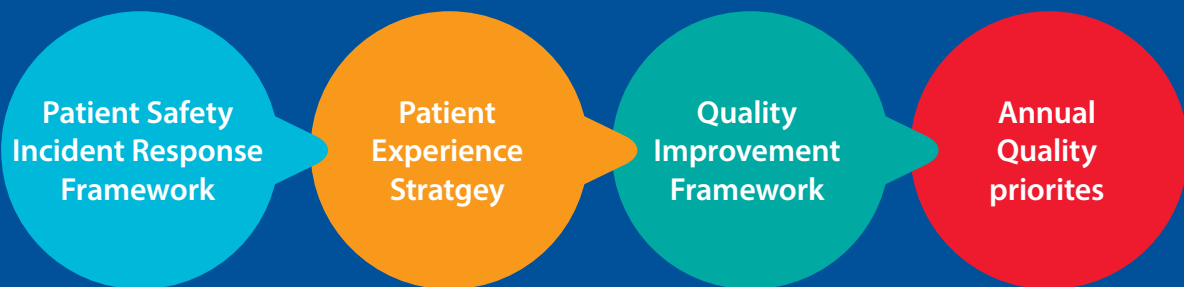 Patient Safety
Incident Response
Framework
Patient
Experience
Stratgey
Quality
Improvement
Framework
Annual
Quality
priorites